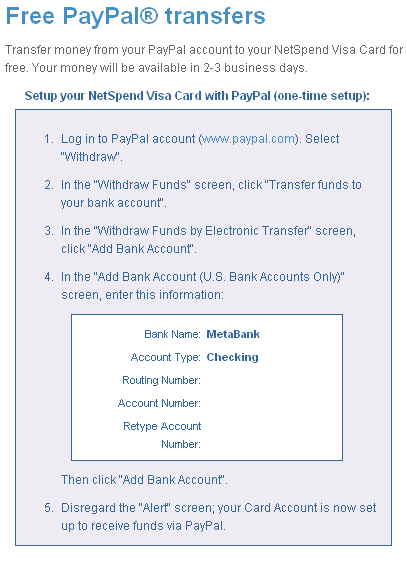 Free PayPal® transfers
Transfer money from your PayPal account to your NetSpend Visa Card for
free. Your money will be available in 2-3 business days.
Setup your NetSpend Visa Card with PayPal (one-time setup):
1. Log in to PayPal account (www.paypal.com). Select
"Withdraw".
2. In the "Withdraw Funds" screen, click "Transfer funds to
your bank account".
3. In the "Withdraw Funds by Electronic Transfer" screen,
click "Add Bank Account".
4. In the "Add Bank Account (U.S. Bank Accounts Only)"
screen, enter this information:
Bank Name: MetaBank
Account Type: Checking
Routing Number:
Account Number:
Retype Account
Number:
Then click "Add Bank Account".
5. Disregard the "Alert" screen; your Card Account is now set
up to receive funds via PayPal.